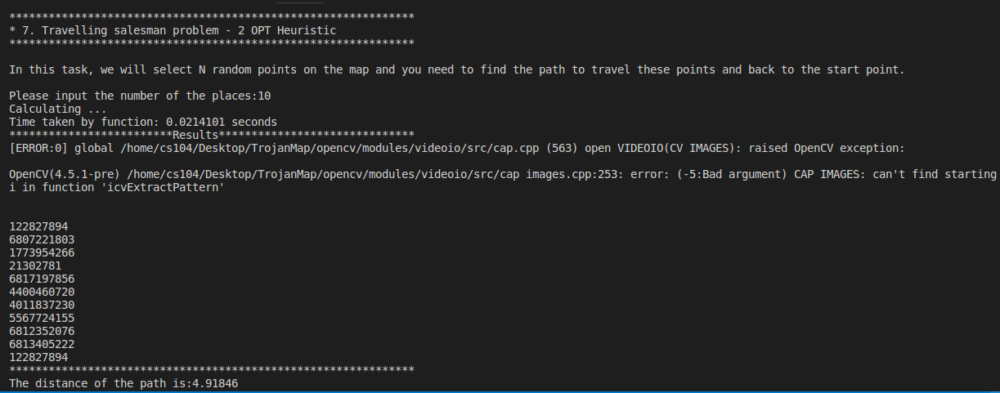 **************************************************************
* 7. Travelling salesman problem - 2 OPT Heuristic
**************************************************************
In this task, we will select N random points on the map and you need to find the path to travel these points and back to the start point.
Please input the number of the places:10
Calculating ...
Time taken by function: 0.0214101 seconds
*************************Results******************************
[ERROR:0] global /home/cs104/Desktop/TrojanMap/opencv/modules/videoio/src/cap.cpp (563) open VIDEOIO(CV IMAGES): raised OpenCV exception:
OpenCV(4.5.1-pre) /home/cs104/Desktop/TrojanMap/opencv/modules/videoio/src/cap images.cpp:253: error: (-5:Bad argument) CAP IMAGES: can't find starting
i in function 'icvExtractPattern'
122827894
6807221803
1773954266
21302781
6817197856
4400460720
4011837230
5567724155
6812352076
6813405222
122827894
**************************************************************
The distance of the path is:4.91846